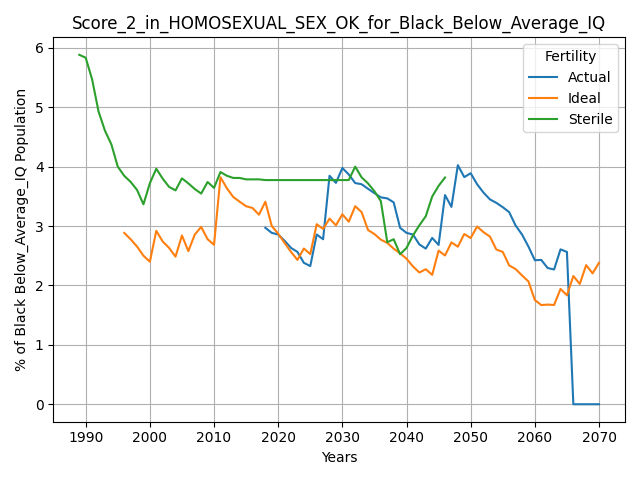 Score_2_in_HOMOSEXUAL_SEX_OK_for_Black_Below_Average_IQ
Fertility
Actual
Ideal
Sterile
% of Black Below_Average_IQ Population
6
5
4
3
2
1
0
1990 2000 2010 2020 2030 2040 2050 2060 2070
Years